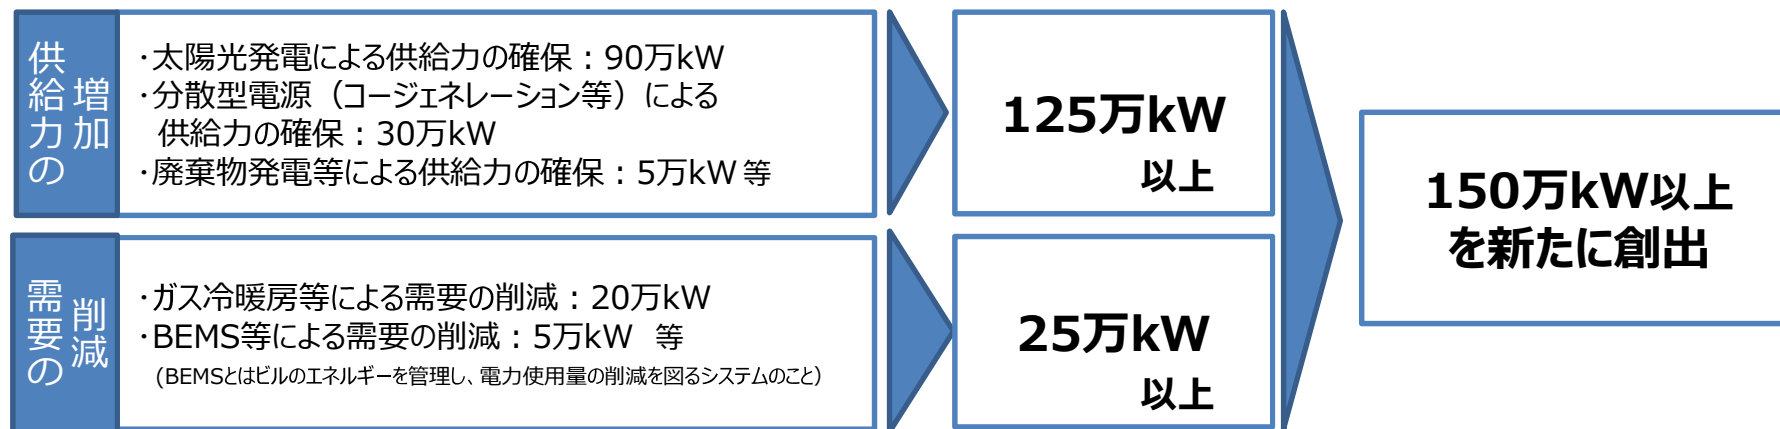 供給力の
増加
・太陽光発電による供給力の確保：90万kW
・分散型電源（コージェネレーション等）による
供給力の確保：30万kW
・廃棄物発電等による供給力の確保：5万kW 等
125万kW
以上
需要の
削減
・ガス冷暖房等による需要の削減：20万kW
・BEMS等による需要の削減：5万kW 等
(BEMSとはビルのエネルギーを管理し、電力使用量の削減を図るシステムのこと)
25万kW
以上
150万kW以上
を新たに創出